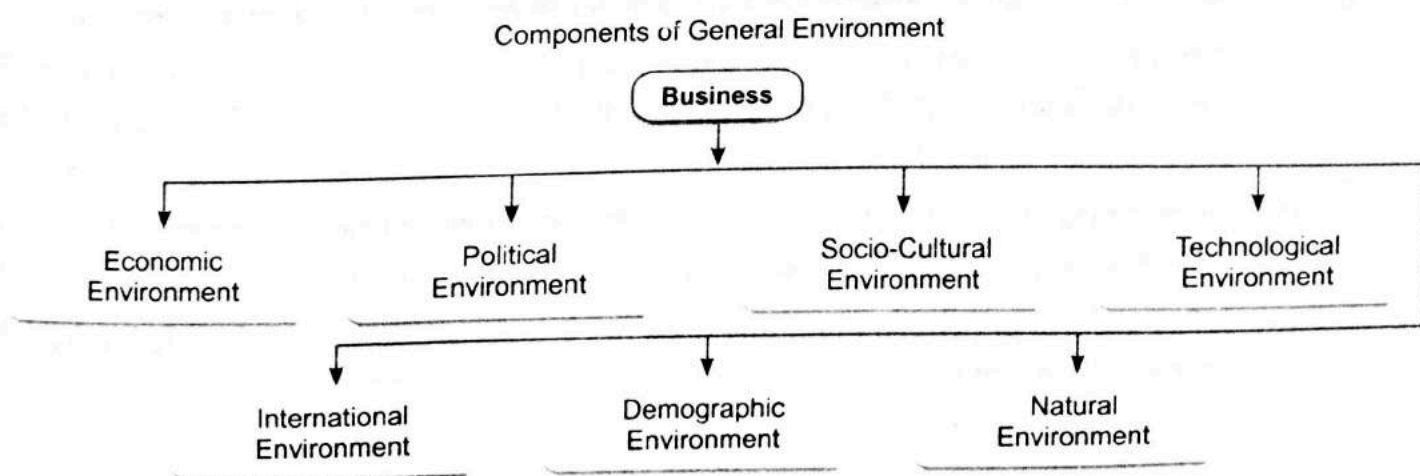 Components of General Environment
Business
Economic
Environment
Political
Environment
Socio-Cultural
Environment
Technological
Environment
International
Environment
Demographic
Environment
Natural
Environment